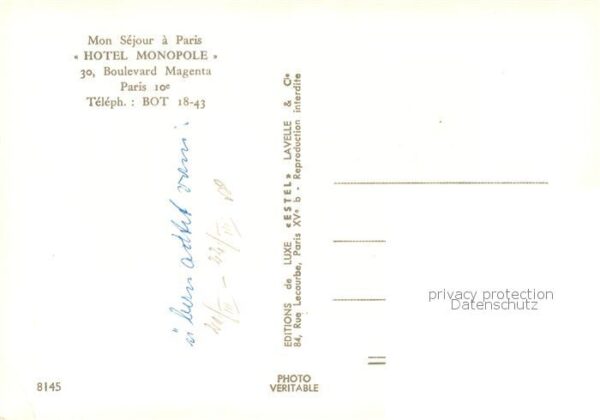 Mon Séjour à Paris
« HOTEL MONOPOLE »
30, Boulevard Magenta
Paris 10e
Téléph. : BOT 18-43
EDITIONS de LUXE «ESTEL» LAVELLE & Cie
84, Rue Lecourbe, Paris XVe b - Reproduction interdite
privacy protection
Datenschutz
8145
PHOTO
VERITABLE